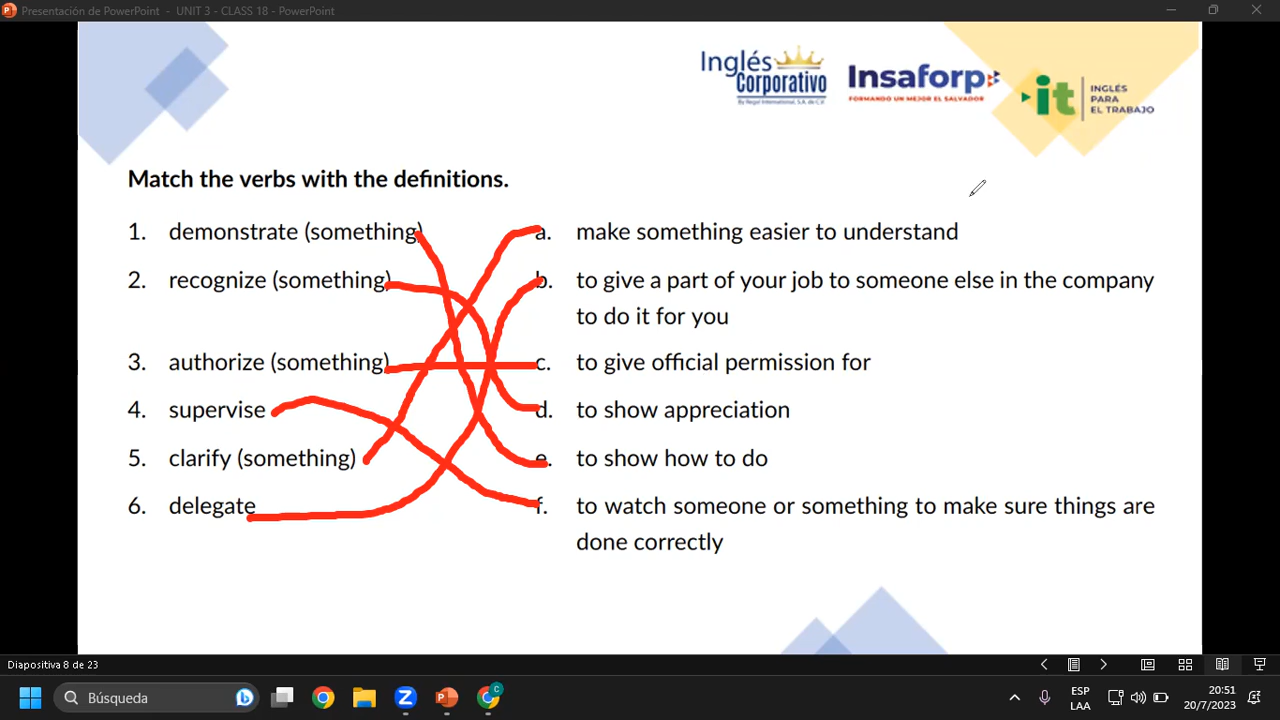 Presentación de PowerPoint - UNIT 3 - CLASS 18 - PowerPoint
Inglés
Corporativo
By Regal International, S.A. de C.V.
Insaforp
FORMANDO UN MEJOR EL SALVADOR
it
INGLÉS
PARA
EL TRABAJO
Match the verbs with the definitions.
1. demonstrate (something)
a. make something easier to understand
2. recognize (something)
b. to give a part of your job to someone else in the company
to do it for you
3. authorize (something)
c. to give official permission for
4. supervise
d. to show appreciation
5. clarify (something)
e. to show how to do
6. delegate
f. to watch someone or something to make sure things are
done correctly
Diapositiva 8 de 23
Búsqueda
C
ESP
LAA
20:51
20/7/2023